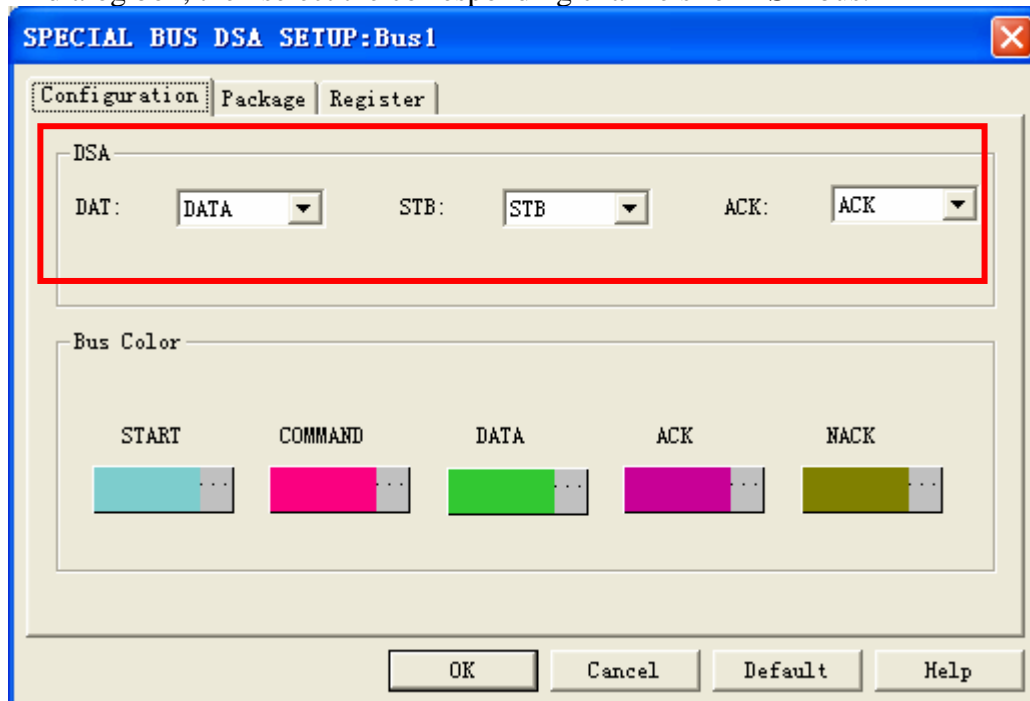 SPECIAL BUS DSA SETUP:Bus1
Configuration Package Register
DSA
DAT: DATA STB: STB ACK: ACK
Bus Color
START COMMAND DATA ACK NACK
... ... ... ... ...
OK Cancel Default Help